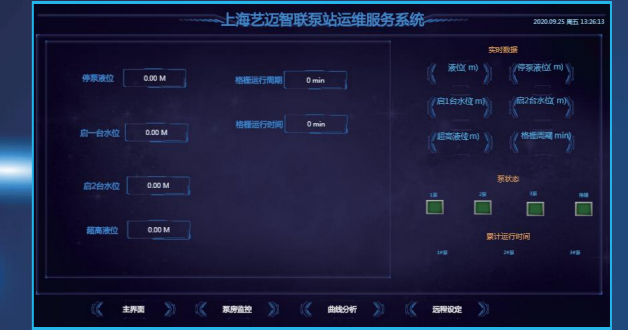 上海艺迈智联泵站运维服务系统
2020.09.25 周五 13:26:13
停泵液位 0.00 M
格栅运行周期 0 min
启一台水位 0.00 M
格栅运行时间 0 min
启2台水位 0.00 M
超高液位 0.00 M
实时数据
液位( m) 停泵液位( m)
启1台水位( m) 启2台水位( m)
超高液位( m) 格栅周期( min)
泵状态
1泵 2泵 3泵 格栅
累计运行时间
1#泵 2#泵 3#泵
主界面 泵房监控 曲线分析 远程设定